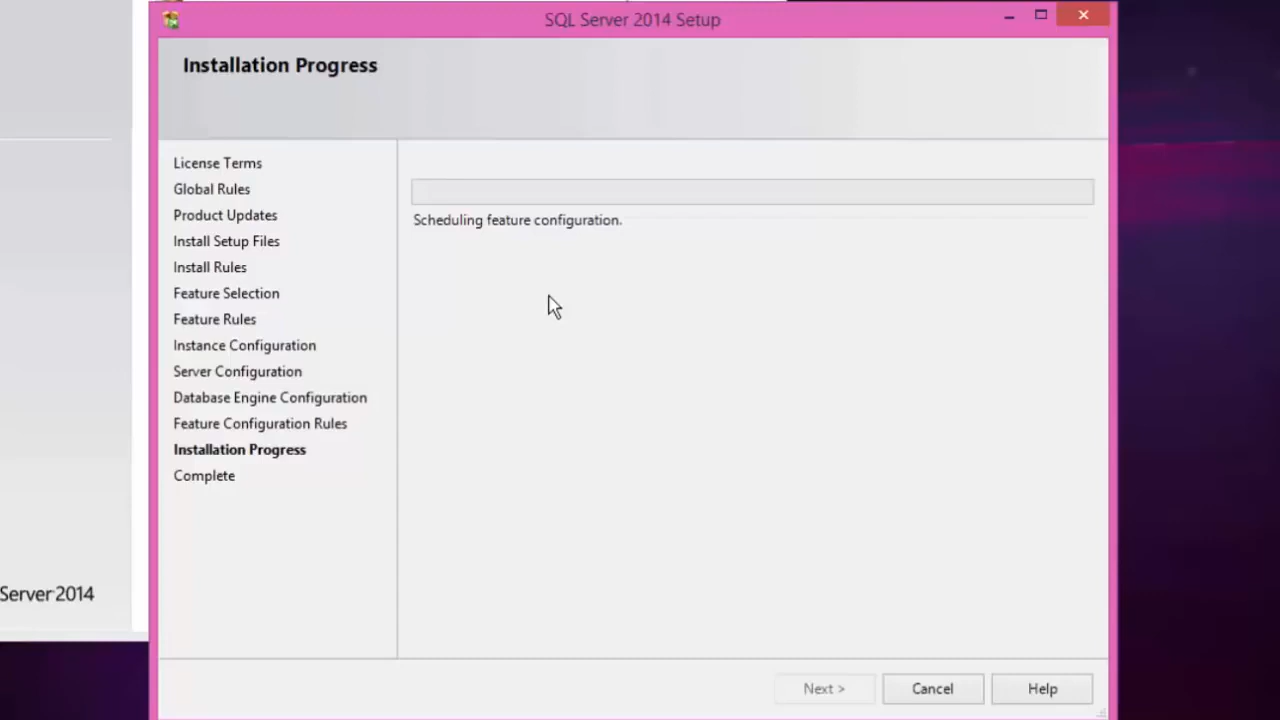 SQL Server 2014 Setup
Installation Progress
License Terms
Global Rules
Product Updates
Install Setup Files
Install Rules
Feature Selection
Feature Rules
Instance Configuration
Server Configuration
Database Engine Configuration
Feature Configuration Rules
Installation Progress
Complete
Scheduling feature configuration.
Server 2014
Next >
Cancel
Help